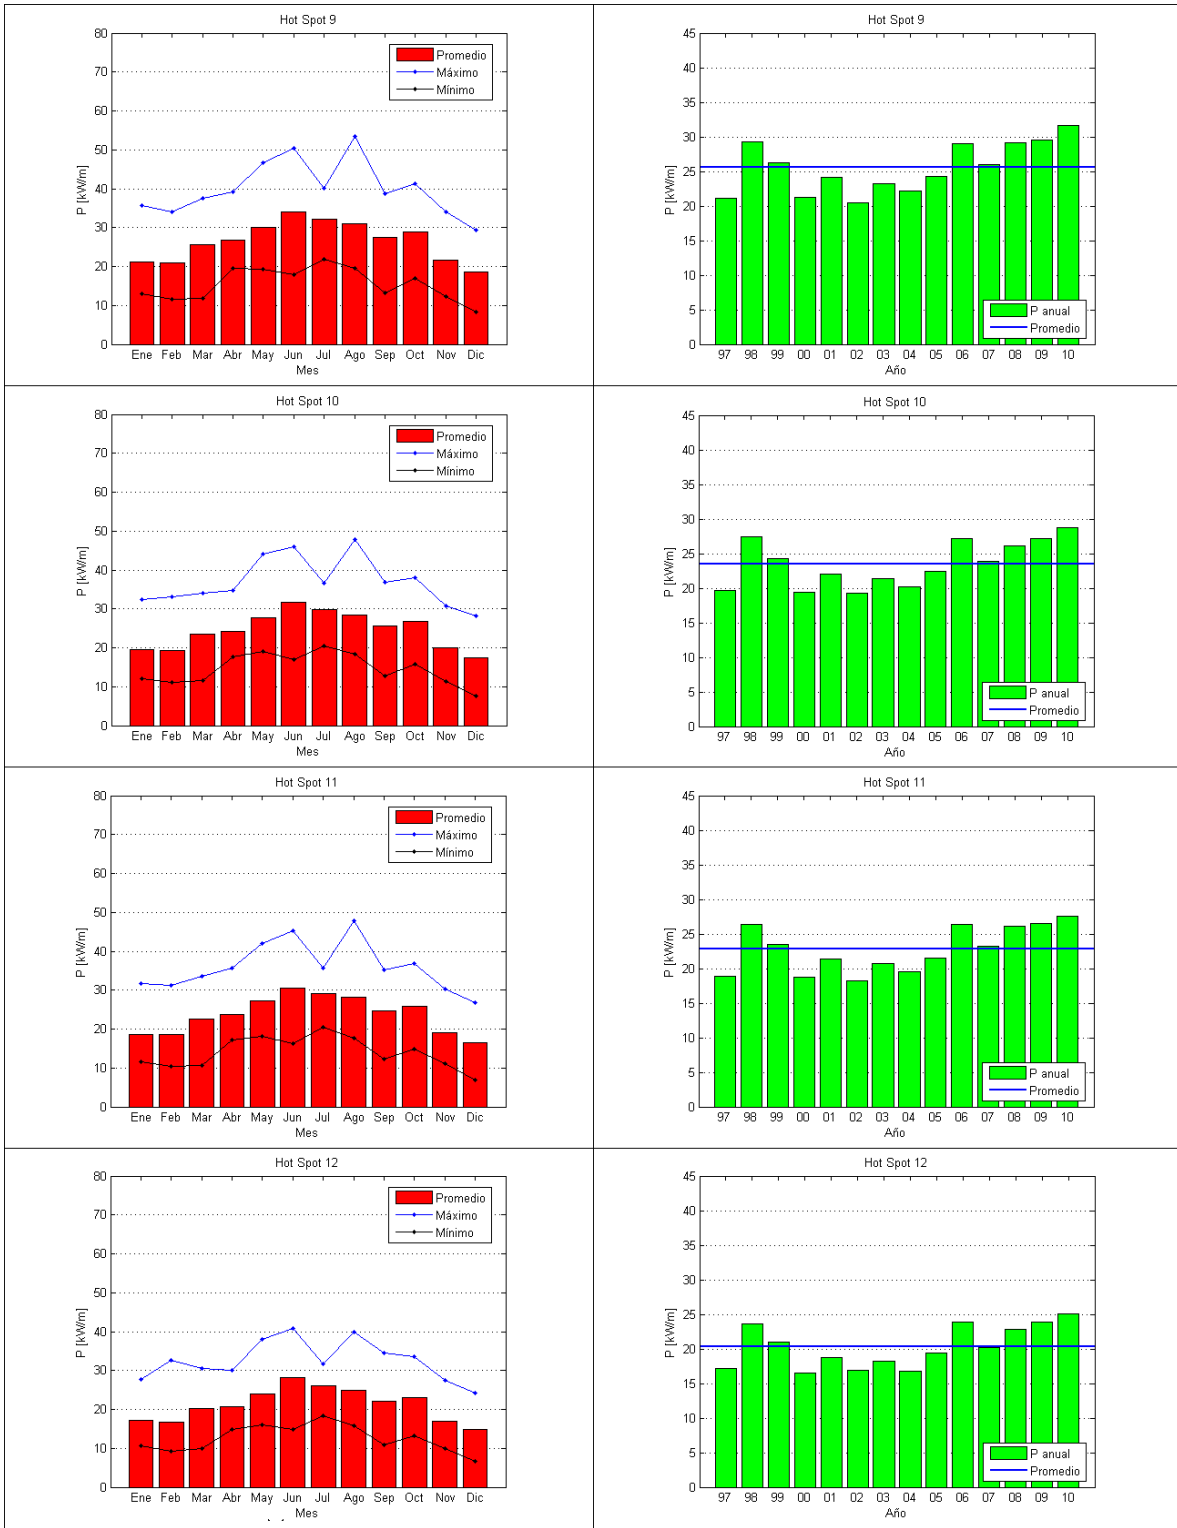 Hot Spot 9
80
70
60
50
40
30
20
10
0
P [kW/m]
Promedio
Máximo
Mínimo
Ene Feb Mar Abr May Jun Jul Ago Sep Oct Nov Dic
Mes
Hot Spot 9
45
40
35
30
25
20
15
10
5
0
P [kW/m]
P anual
Promedio
97 98 99 00 01 02 03 04 05 06 07 08 09 10
Año
Hot Spot 10
80
70
60
50
40
30
20
10
0
P [kW/m]
Promedio
Máximo
Mínimo
Ene Feb Mar Abr May Jun Jul Ago Sep Oct Nov Dic
Mes
Hot Spot 10
45
40
35
30
25
20
15
10
5
0
P [kW/m]
P anual
Promedio
97 98 99 00 01 02 03 04 05 06 07 08 09 10
Año
Hot Spot 11
80
70
60
50
40
30
20
10
0
P [kW/m]
Promedio
Máximo
Mínimo
Ene Feb Mar Abr May Jun Jul Ago Sep Oct Nov Dic
Mes
Hot Spot 11
45
40
35
30
25
20
15
10
5
0
P [kW/m]
P anual
Promedio
97 98 99 00 01 02 03 04 05 06 07 08 09 10
Año
Hot Spot 12
80
70
60
50
40
30
20
10
0
P [kW/m]
Promedio
Máximo
Mínimo
Ene Feb Mar Abr May Jun Jul Ago Sep Oct Nov Dic
Mes
Hot Spot 12
45
40
35
30
25
20
15
10
5
0
P [kW/m]
P anual
Promedio
97 98 99 00 01 02 03 04 05 06 07 08 09 10
Año